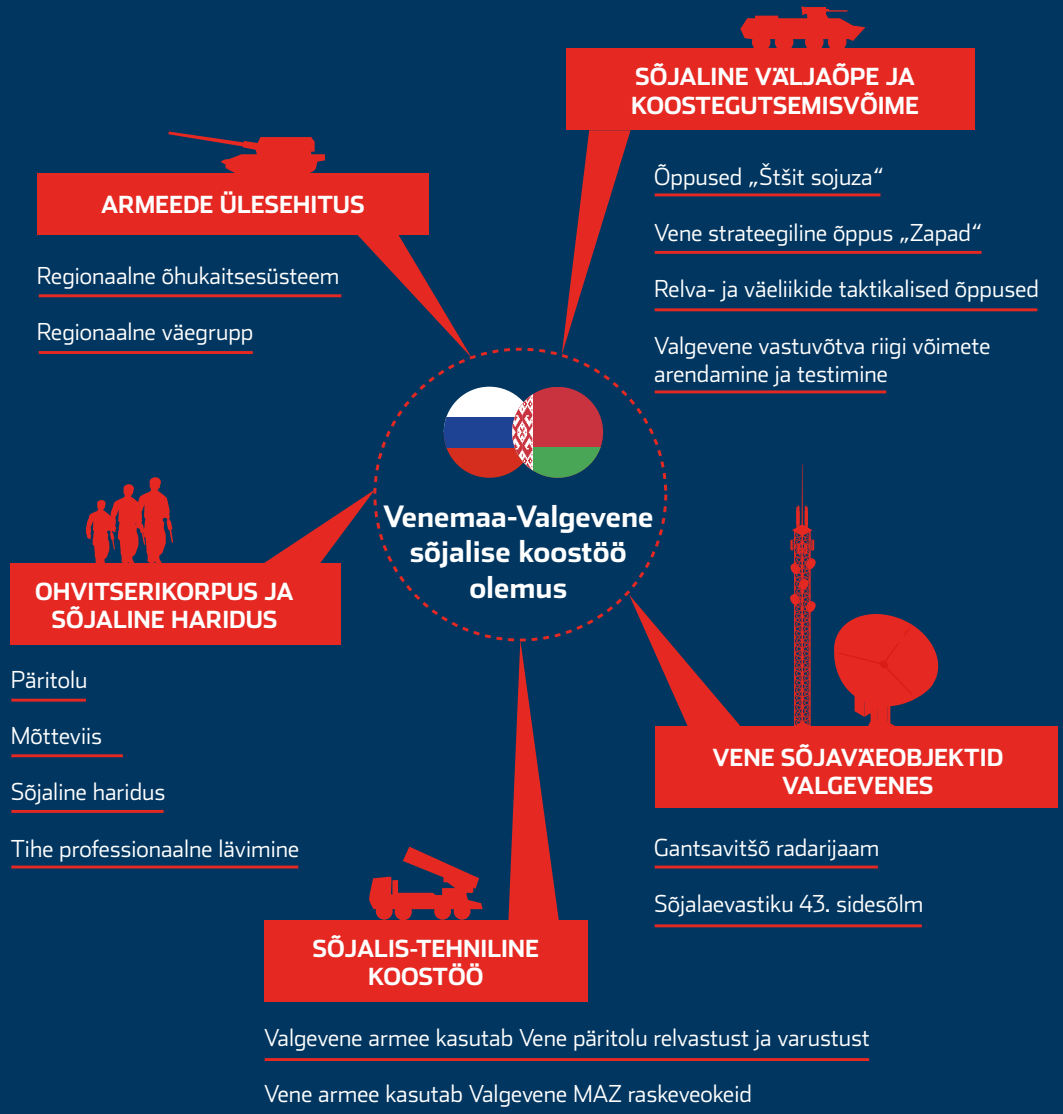 SÕJALINE VÄLJAÕPE JA
KOOSTEGUTSEMISVÕIME
Õppused „Štšit sojuza“
Vene strateegiline õppus „Zapad“
Relva- ja väeliikide taktikalised õppused
Valgevene vastuvõtva riigi võimete
arendamine ja testimine
ARMEEDE ÜLESEHITUS
Regionaalne õhukaitsesüsteem
Regionaalne väegrupp
Venemaa-Valgevene
sõjalise koostöö
olemus
OHVITSERIKORPUS JA
SÕJALINE HARIDUS
Päritolu
Mõtteviis
Sõjaline haridus
Tihe professionaalne lävimine
VENE SÕJAVÄEOBJEKTID
VALGEVENES
Gantsavitšõ radarijaam
Sõjalaevastiku 43. sidesõlm
SÕJALIS-TEHNILINE
KOOSTÖÖ
Valgevene armee kasutab Vene päritolu relvastust ja varustust
Vene armee kasutab Valgevene MAZ raskeveokeid